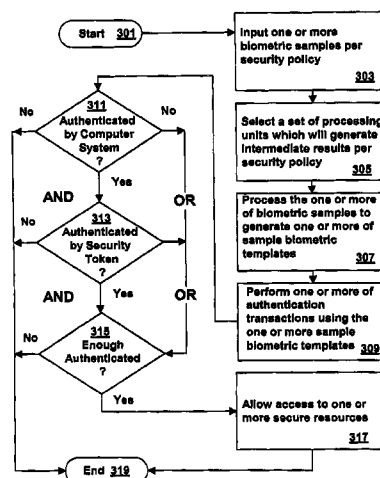 Start 301
Input one or more
biometric samples per
security policy
303
Select a set of processing
units which will generate
intermediate results per
security policy
305
Process the one or more
of biometric samples to
generate one or more of
sample biometric
templates 307
Perform one or more of
authentication
transactions using the
one or more sample
biometric templates
309
No
311
No
Authenticated
by Computer
System
?
AND
Yes
OR
No
313
Authenticated
by Security
Token
?
AND
Yes
OR
No
315
Enough
Authenticated
?
Yes
Allow access to one or
more secure resources
317
End 319